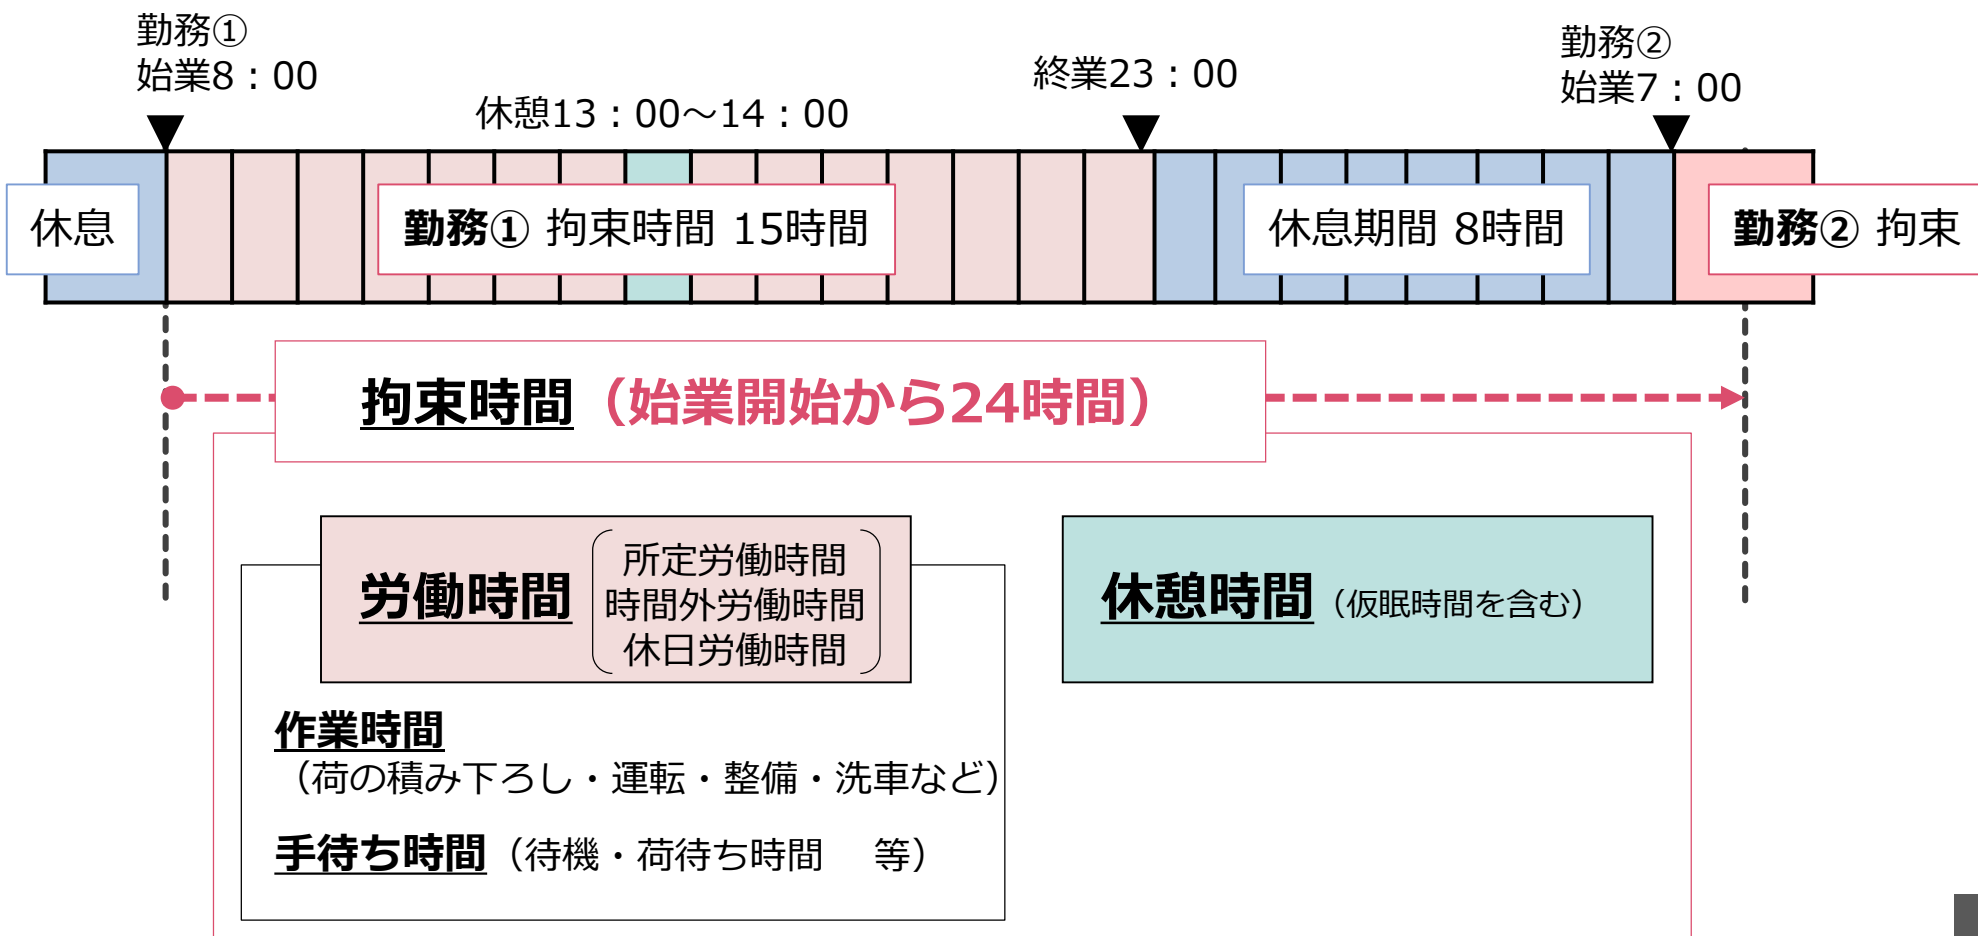 勤務①
始業8：00
休憩13：00～14：00
終業23：00
勤務②
始業7：00
休息
勤務① 拘束時間 15時間
休息期間 8時間
勤務② 拘束
拘束時間（始業開始から24時間）
労働時間
所定労働時間
時間外労働時間
休日労働時間
休憩時間（仮眠時間を含む）
作業時間
（荷の積み下ろし・運転・整備・洗車など）
手待ち時間（待機・荷待ち時間　等）